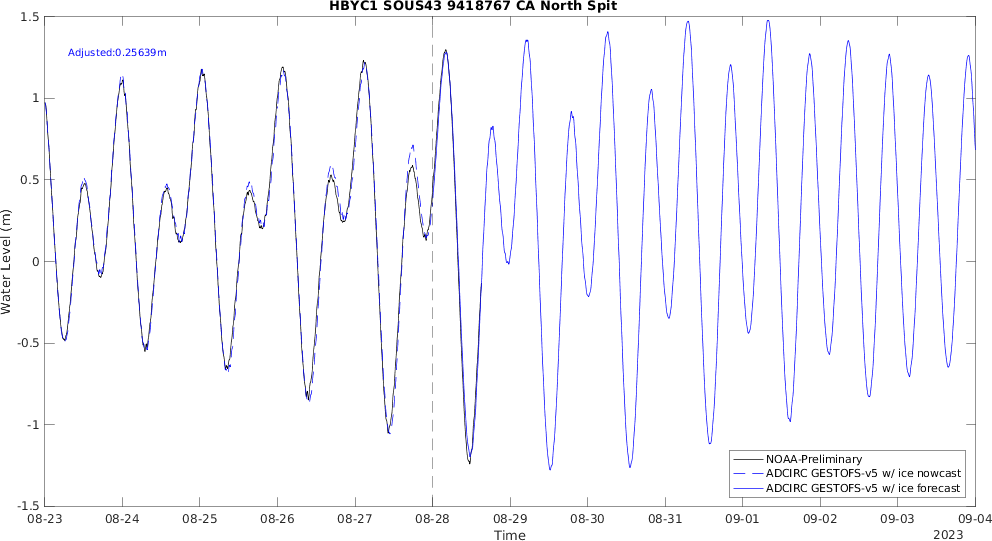 HBYC1 SOUS43 9418767 CA North Spit
Adjusted:0.25639m
Water Level (m)
1.5
1
0.5
0
-0.5
-1
-1.5
NOAA-Preliminary
ADCIRC GESTOFS-v5 w/ ice nowcast
ADCIRC GESTOFS-v5 w/ ice forecast
08-23 08-24 08-25 08-26 08-27 08-28 08-29 08-30 08-31 09-01 09-02 09-03 09-04
Time
2023